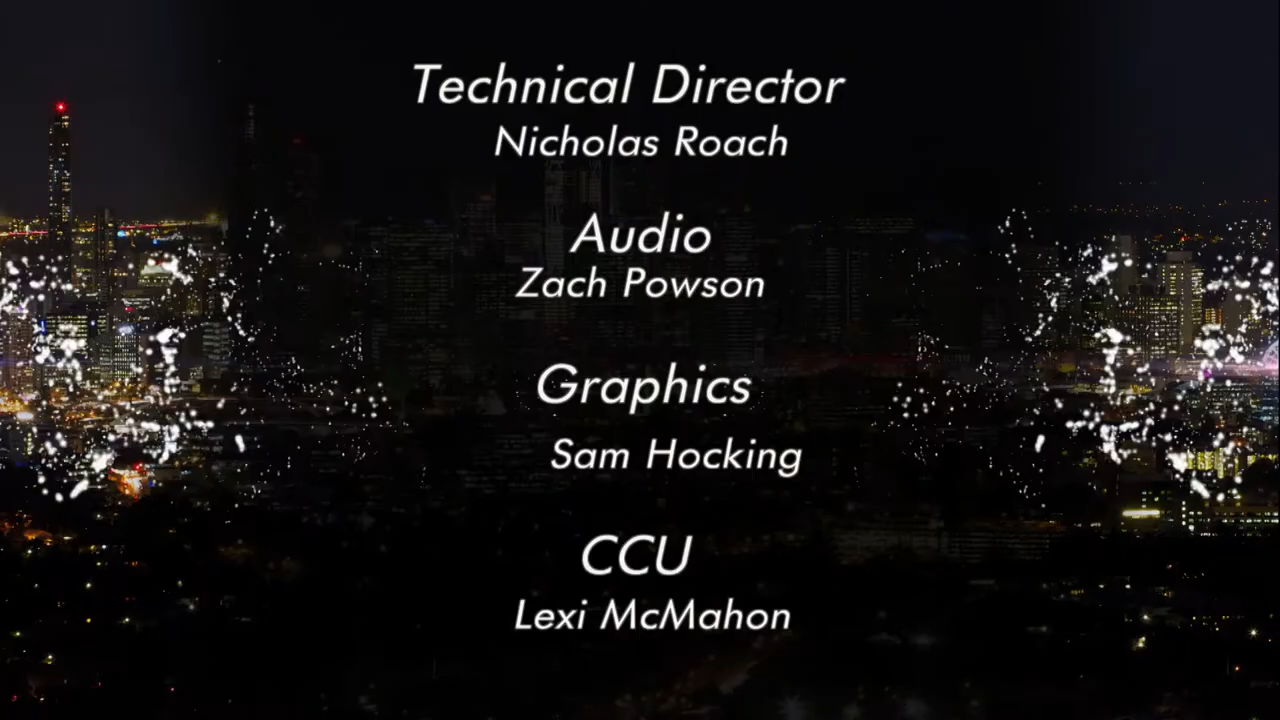 Technical Director
Nicholas Roach
Audio
Zach Powson
Graphics
Sam Hocking
CCU
Lexi McMahon